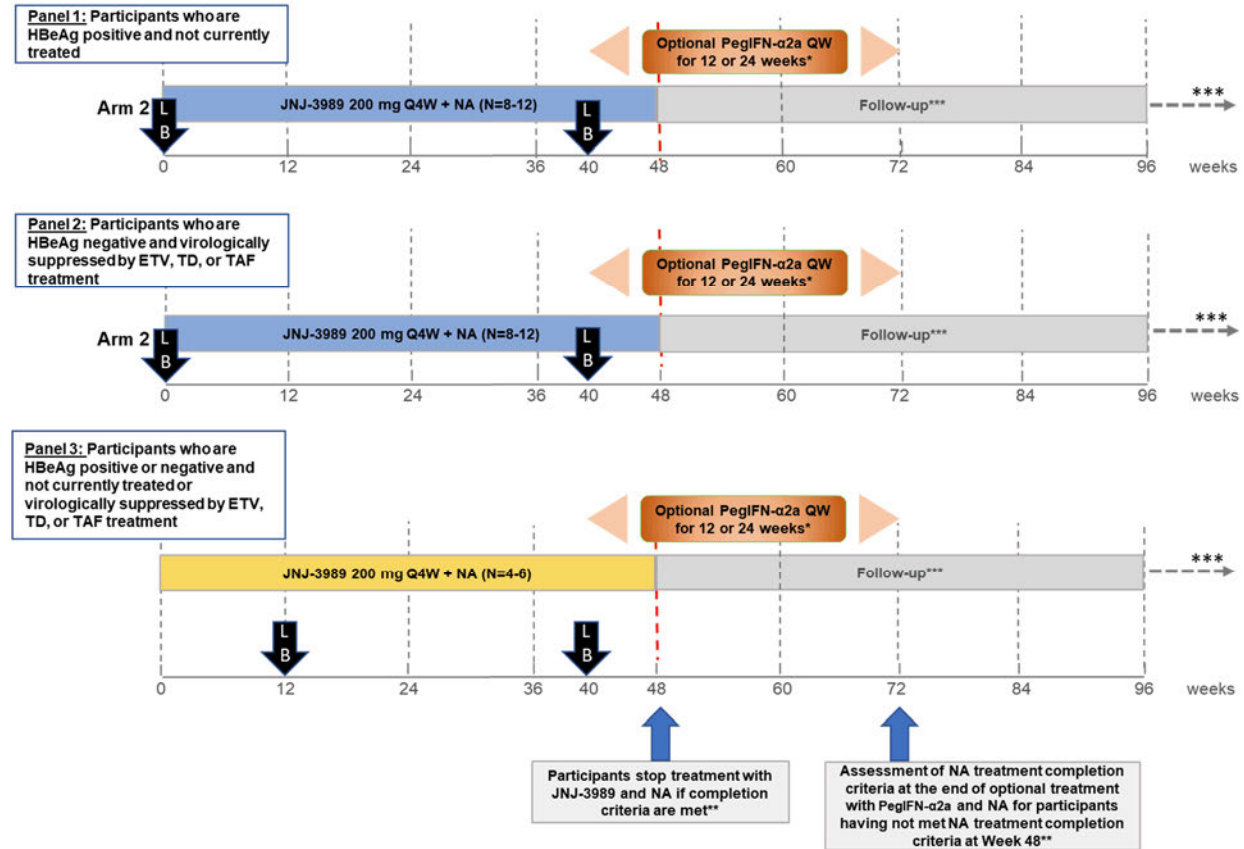 Panel 1: Participants who are
HBeAg positive and not currently
treated
Optional PegIFN-α2a QW
for 12 or 24 weeks*
***
Arm 2
L
B
JNJ-3989 200 mg Q4W + NA (N=8-12)
L
B
Follow-up***
0 12 24 36 40 48 60 72 84 96 weeks
Panel 2: Participants who are
HBeAg negative and virologically
suppressed by ETV, TD, or TAF
treatment
Optional PegIFN-α2a QW
for 12 or 24 weeks*
***
Arm 2
L
B
JNJ-3989 200 mg Q4W + NA (N=8-12)
L
B
Follow-up***
0 12 24 36 40 48 60 72 84 96 weeks
Panel 3: Participants who are
HBeAg positive or negative and
not currently treated or
virologically suppressed by ETV,
TD, or TAF treatment
Optional PegIFN-α2a QW
for 12 or 24 weeks*
***
JNJ-3989 200 mg Q4W + NA (N=4-6)
Follow-up***
L
B
L
B
0 12 24 36 40 48 60 72 84 96 weeks
Participants stop treatment with
JNJ-3989 and NA if completion
criteria are met**
Assessment of NA treatment completion
criteria at the end of optional treatment
with PegIFN-α2a and NA for participants
having not met NA treatment completion
criteria at Week 48**